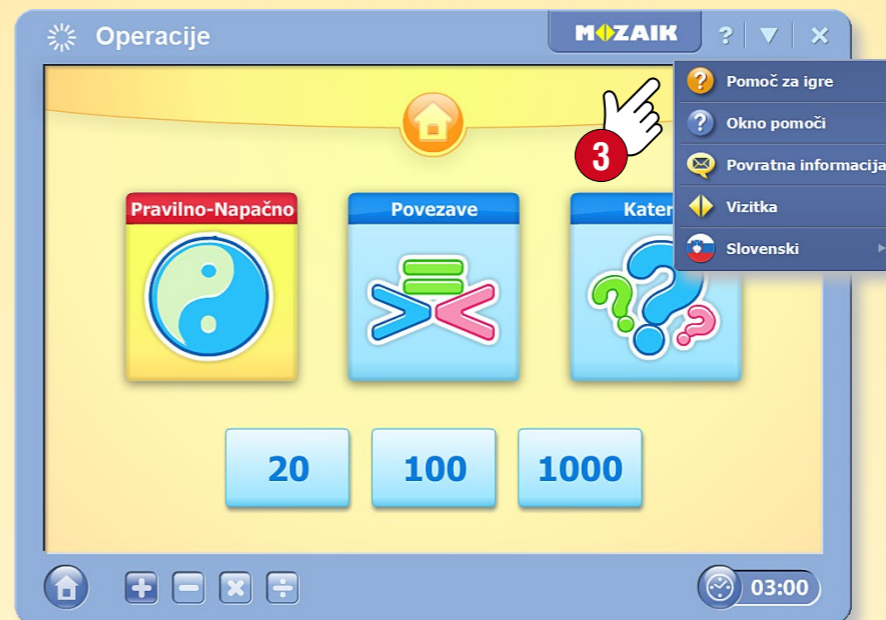 Operacije
MOZAIK
?
Pomoč za igre
Okno pomoči
Povratna informacija
Vizitka
Slovenski
3
Pravilno-Napačno
Povezave
Kater
20
100
1000
03:00